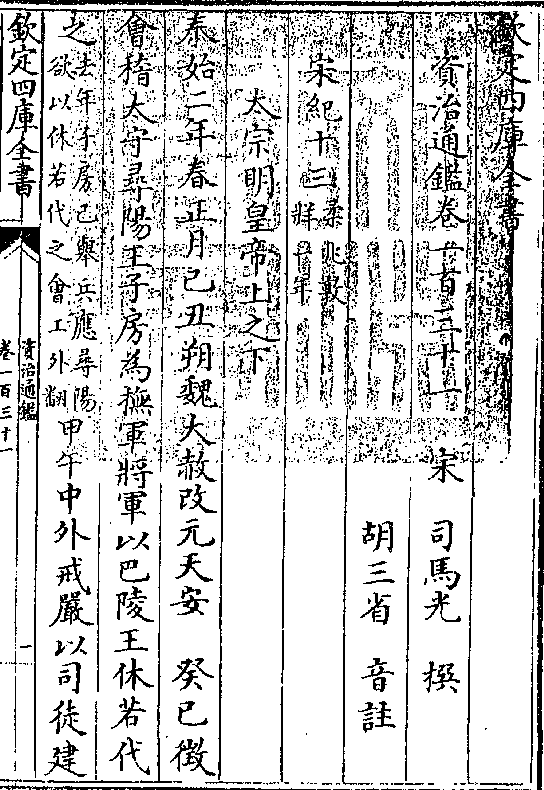 欽定四庫全書
資治通鑑卷一百三十一　宋　司馬光　撰
胡三省　音註
宋紀十三柔兆敦牂一年
太宗明皇帝上之下
泰始二年春正月己丑朔魏大赦改元天安　癸巳徵
會稽太守尋陽王子房為撫軍將軍以巴陵王休若代
之去年子房已舉兵應尋陽欲以休若代之會工外翻甲午中外戒嚴以司徒建
欽定四庫全書
資治通鑑
卷一百三十一
一